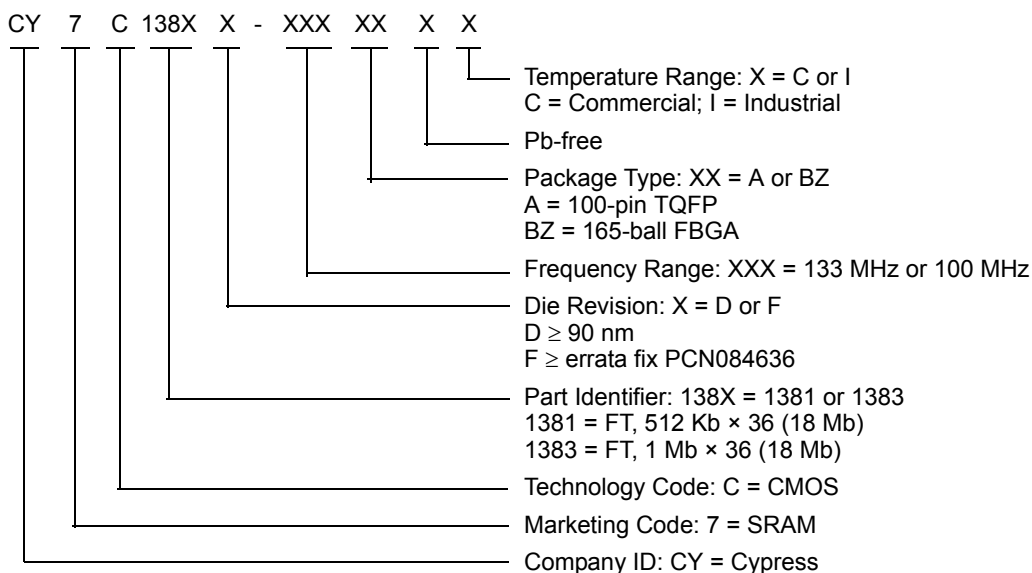 CY 7 C 138X X - XXX XX X X
Temperature Range: X = C or I
C = Commercial; I = Industrial
Pb-free
Package Type: XX = A or BZ
A = 100-pin TQFP
BZ = 165-ball FBGA
Frequency Range: XXX = 133 MHz or 100 MHz
Die Revision: X = D or F
D ≥ 90 nm
F ≥ errata fix PCN084636
Part Identifier: 138X = 1381 or 1383
1381 = FT, 512 Kb × 36 (18 Mb)
1383 = FT, 1 Mb × 36 (18 Mb)
Technology Code: C = CMOS
Marketing Code: 7 = SRAM
Company ID: CY = Cypress